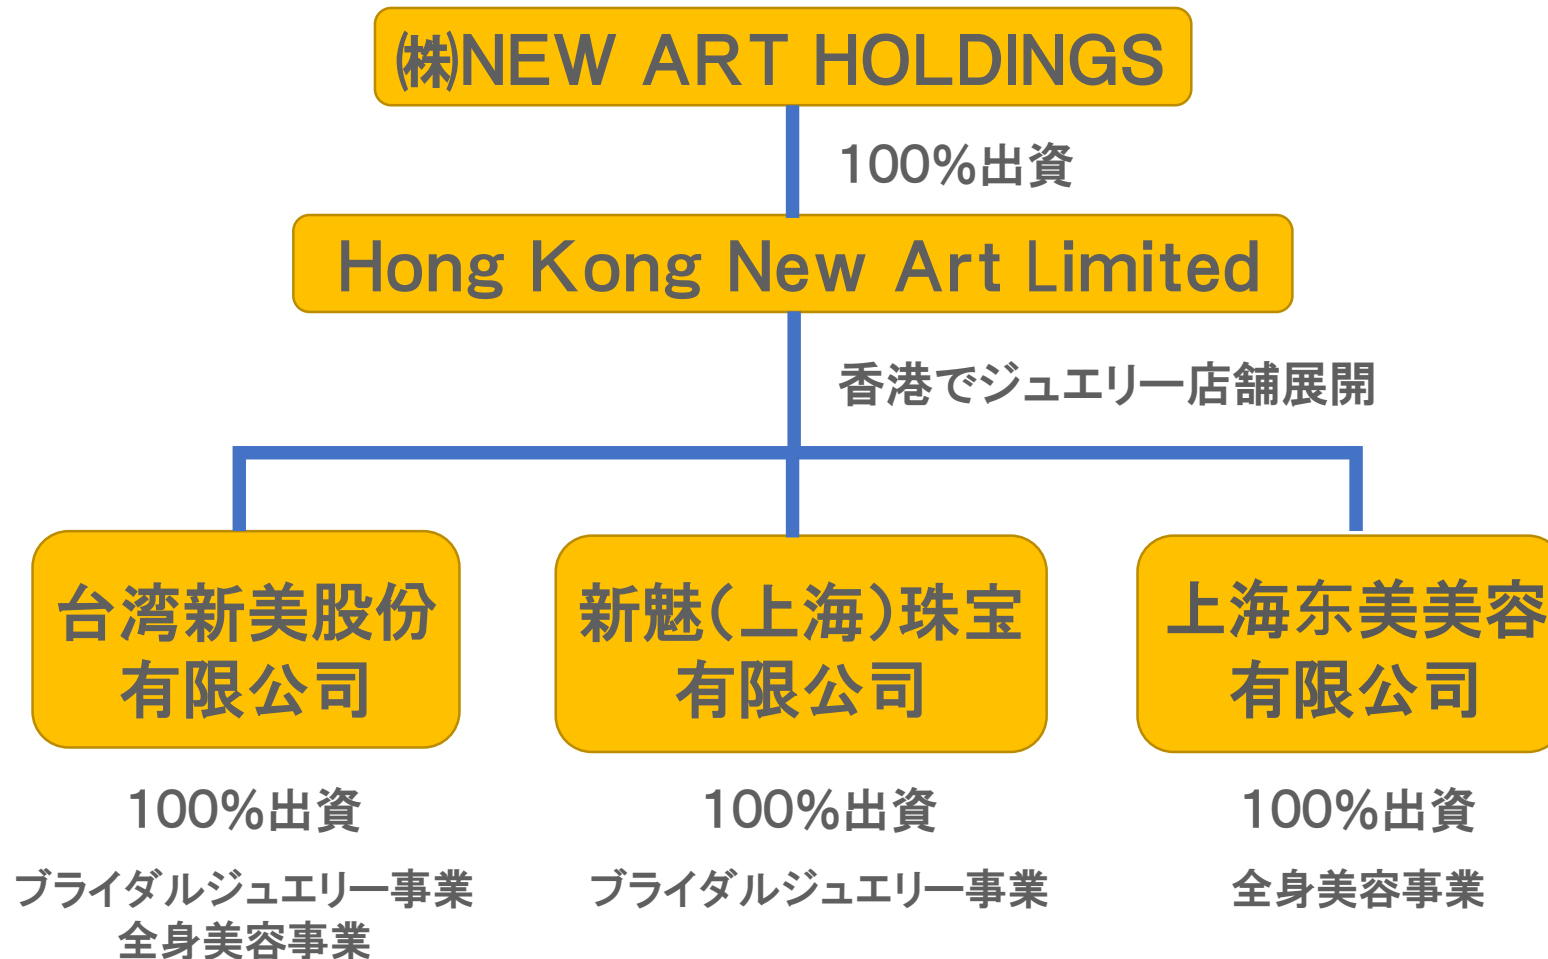 ㈱NEW ART HOLDINGS
100%出資
Hong Kong New Art Limited
香港でジュエリー店舗展開
台湾新美股份
有限公司
新魅(上海)珠宝
有限公司
上海东美美容
有限公司
100%出資
100%出資
100%出資
ブライダルジュエリー事業
全身美容事業
ブライダルジュエリー事業
全身美容事業